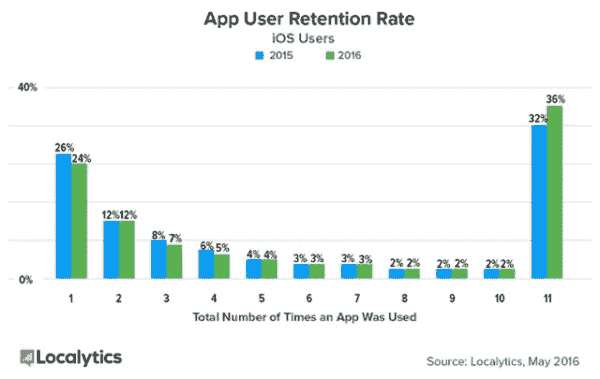 App User Retention Rate
iOS Users
2015 2016
40%
36%
32%
26%
24%
12% 12%
8% 7%
6% 5%
4% 4%
3% 3%
3% 3%
2% 2%
2% 2%
2% 2%
0%
1 2 3 4 5 6 7 8 9 10 11
Total Number of Times an App Was Used
Localytics
Source: Localytics, May 2016